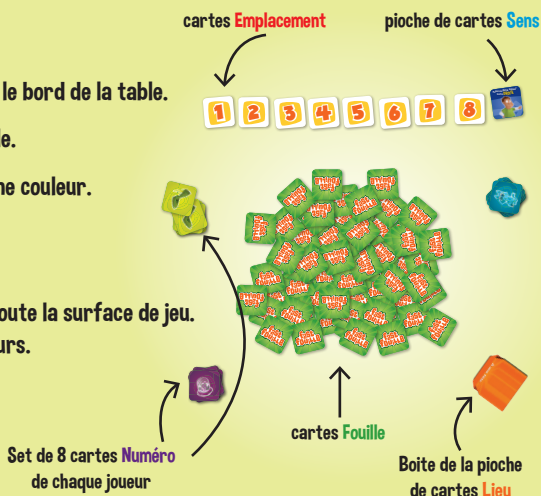 cartes Emplacement
pioche de cartes Sens
le bord de la table.
1 2 3 4 5 6 7 8
le.
ne couleur.
oute la surface de jeu.
urs.
cartes Fouille
Set de 8 cartes Numéro
de chaque joueur
Boite de la pioche
de cartes Lieu